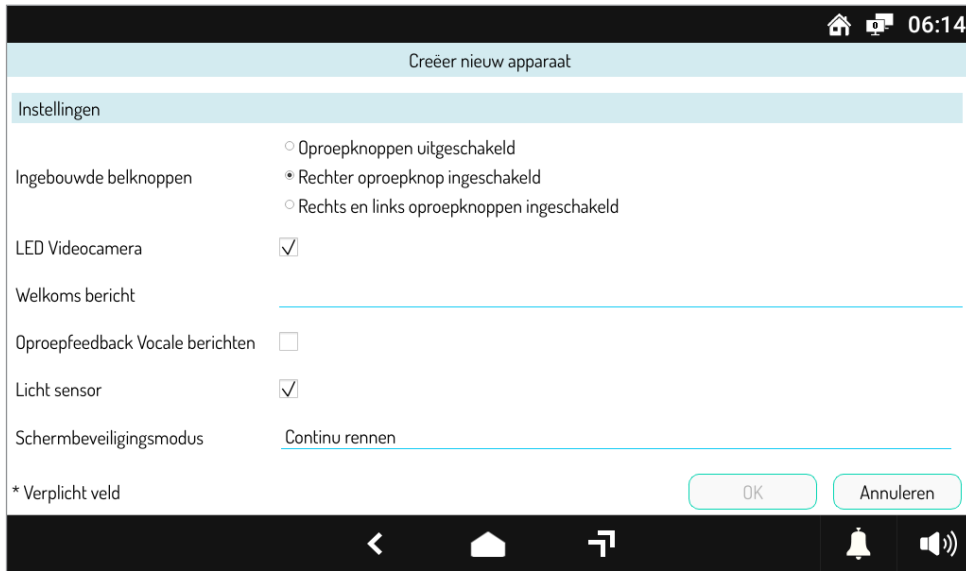 06:14
Creëer nieuw apparaat
Instellingen
Ingebouwde belknoppen
Oproepknoppen uitgeschakeld
Rechter oproepknop ingeschakeld
Rechts en links oproepknoppen ingeschakeld
LED Videocamera
Welkoms bericht
Oproepfeedback Vocale berichten
Licht sensor
Schermbeveiligingsmodus Continu rennen
* Verplicht veld OK Annuleren